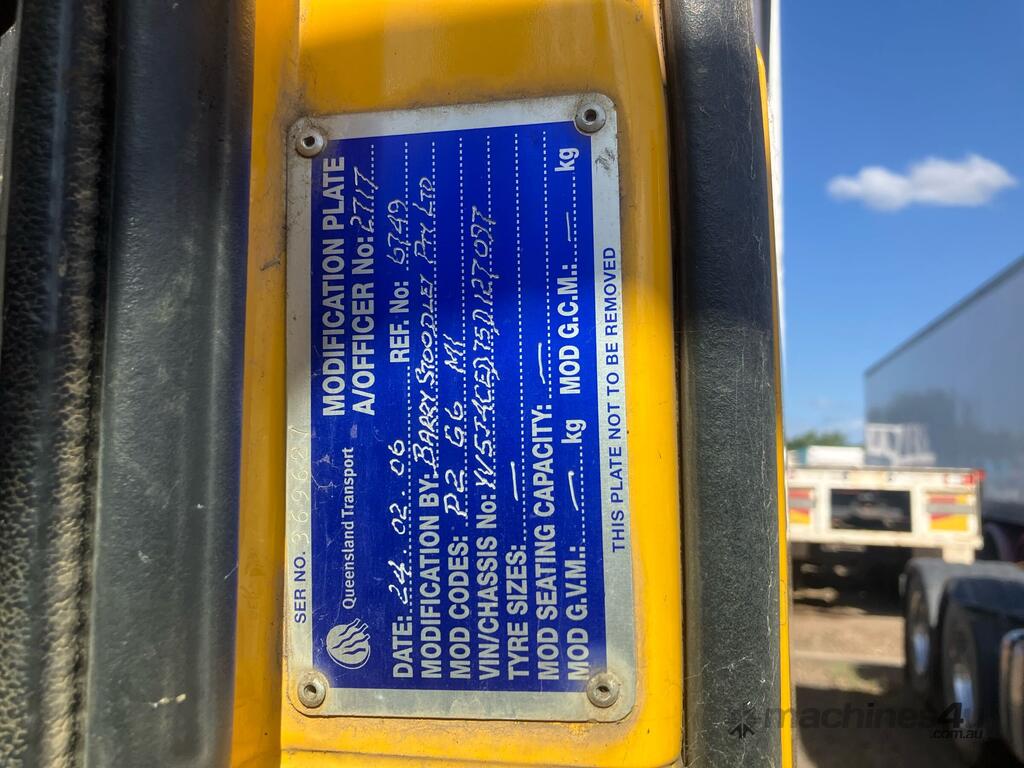 SER NO. 
Queensland Transport
MODIFICATION PLATE
A/OFFICER No: 2717
DATE: 24.02.06 REF. No: 6749
MODIFICATION BY: BARRY STOODLEY PTY LTD
MOD CODES: P2 G6 M1
VIN/CHASSIS No:
TYRE SIZES: —
MOD SEATING CAPACITY: —
MOD G.V.M.: — kg MOD G.C.M.: — kg
THIS PLATE NOT TO BE REMOVED
machines4u
.com.au